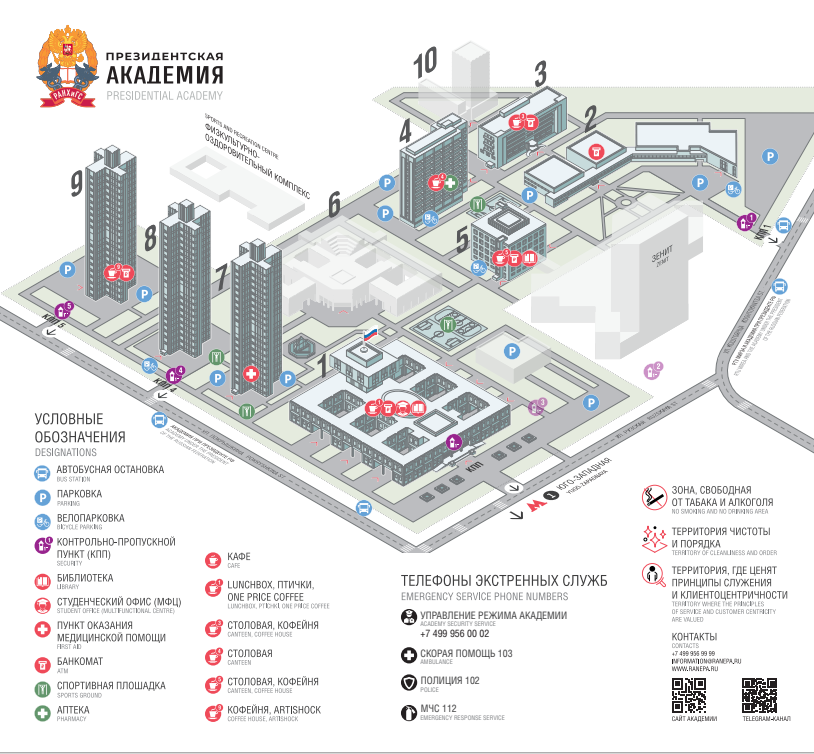 ПРЕЗИДЕНТСКАЯ
АКАДЕМИЯ
PRESIDENTIAL ACADEMY
РАНХиГС
SPORTS AND RECREATION CENTRE
ФИЗКУЛЬТУРНО-
ОЗДОРОВИТЕЛЬНЫЙ КОМПЛЕКС
10
3
2
4
9
8
7
6
5
1
ЗЕНИТ
ZENIT
КПП 1
КПП 5
КПП 4
КПП
АКАДЕМИЯ ПРИ ПРЕЗИДЕНТЕ РФ
ЮГО-ЗАПАДНАЯ
YUGO-ZAPADNAYA
УСЛОВНЫЕ
ОБОЗНАЧЕНИЯ
DESIGNATIONS
АВТОБУСНАЯ ОСТАНОВКА
BUS STATION
ПАРКОВКА
PARKING
ВЕЛОПАРКОВКА
BICYCLE PARKING
КОНТРОЛЬНО-ПРОПУСКНОЙ
ПУНКТ (КПП)
SECURITY
БИБЛИОТЕКА
LIBRARY
СТУДЕНЧЕСКИЙ ОФИС (МФЦ)
STUDENT OFFICE (MULTIFUNCTIONAL CENTRE)
ПУНКТ ОКАЗАНИЯ
МЕДИЦИНСКОЙ ПОМОЩИ
FIRST AID
БАНКОМАТ
ATM
СПОРТИВНАЯ ПЛОШАДКА
SPORTS GROUND
АПТЕКА
PHARMACY
КАФЕ
CAFE
LUNCHBOX, ПТИЧКИ,
ONE PRICE COFFEE
LUNCHBOX, PTICHKI, ONE PRICE COFFEE
СТОЛОВАЯ, КОФЕЙНЯ
CANTEEN, COFFEE HOUSE
СТОЛОВАЯ
CANTEEN
СТОЛОВАЯ, КОФЕЙНЯ
CANTEEN, COFFEE HOUSE
КОФЕЙНЯ, ARTISHOCK
COFFEE HOUSE, ARTISHOCK
ТЕЛЕФОНЫ ЭКСТРЕННЫХ СЛУЖБ
EMERGENCY SERVICE PHONE NUMBERS
УПРАВЛЕНИЕ РЕЖИМА АКАДЕМИИ
ACADEMY SECURITY SERVICE
+7 499 956 00 02
СКОРАЯ ПОМОЩЬ 103
AMBULANCE
ПОЛИЦИЯ 102
POLICE
МЧС 112
EMERGENCY RESPONSE SERVICE
ЗОНА, СВОБОДНАЯ
ОТ ТАБАКА И АЛКОГОЛЯ
NO SMOKING AND NO DRINKING AREA
ТЕРРИТОРИЯ ЧИСТОТЫ
И ПОРЯДКА
TERRITORY OF CLEANLINESS AND ORDER
ТЕРРИТОРИЯ, ГДЕ ЦЕНЯТ
ПРИНЦИПЫ СЛУЖЕНИЯ
И КЛИЕНТОЦЕНТРИЧНОСТИ
TERRITORY WHERE THE PRINCIPLES
OF SERVICE AND CUSTOMER CENTRICITY
ARE VALUED
КОНТАКТЫ
CONTACTS
+7 499 956 99 99
INFORMATION@RANEPA.RU
WWW.RANEPA.RU
САЙТ АКАДЕМИИ
TELEGRAM-КАНАЛ